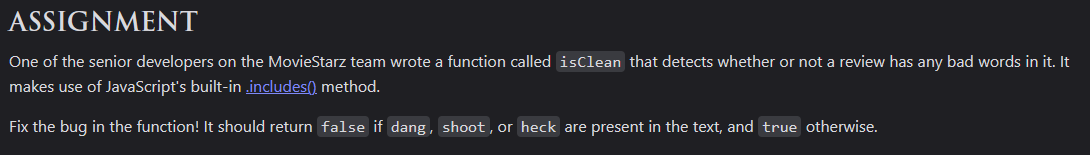 ASSIGNMENT
One of the senior developers on the MovieStarz team wrote a function called isClean that detects whether or not a review has any bad words in it. It
makes use of JavaScript's built-in .includes() method.
Fix the bug in the function! It should return false if dang, shoot, or heck are present in the text, and true otherwise.